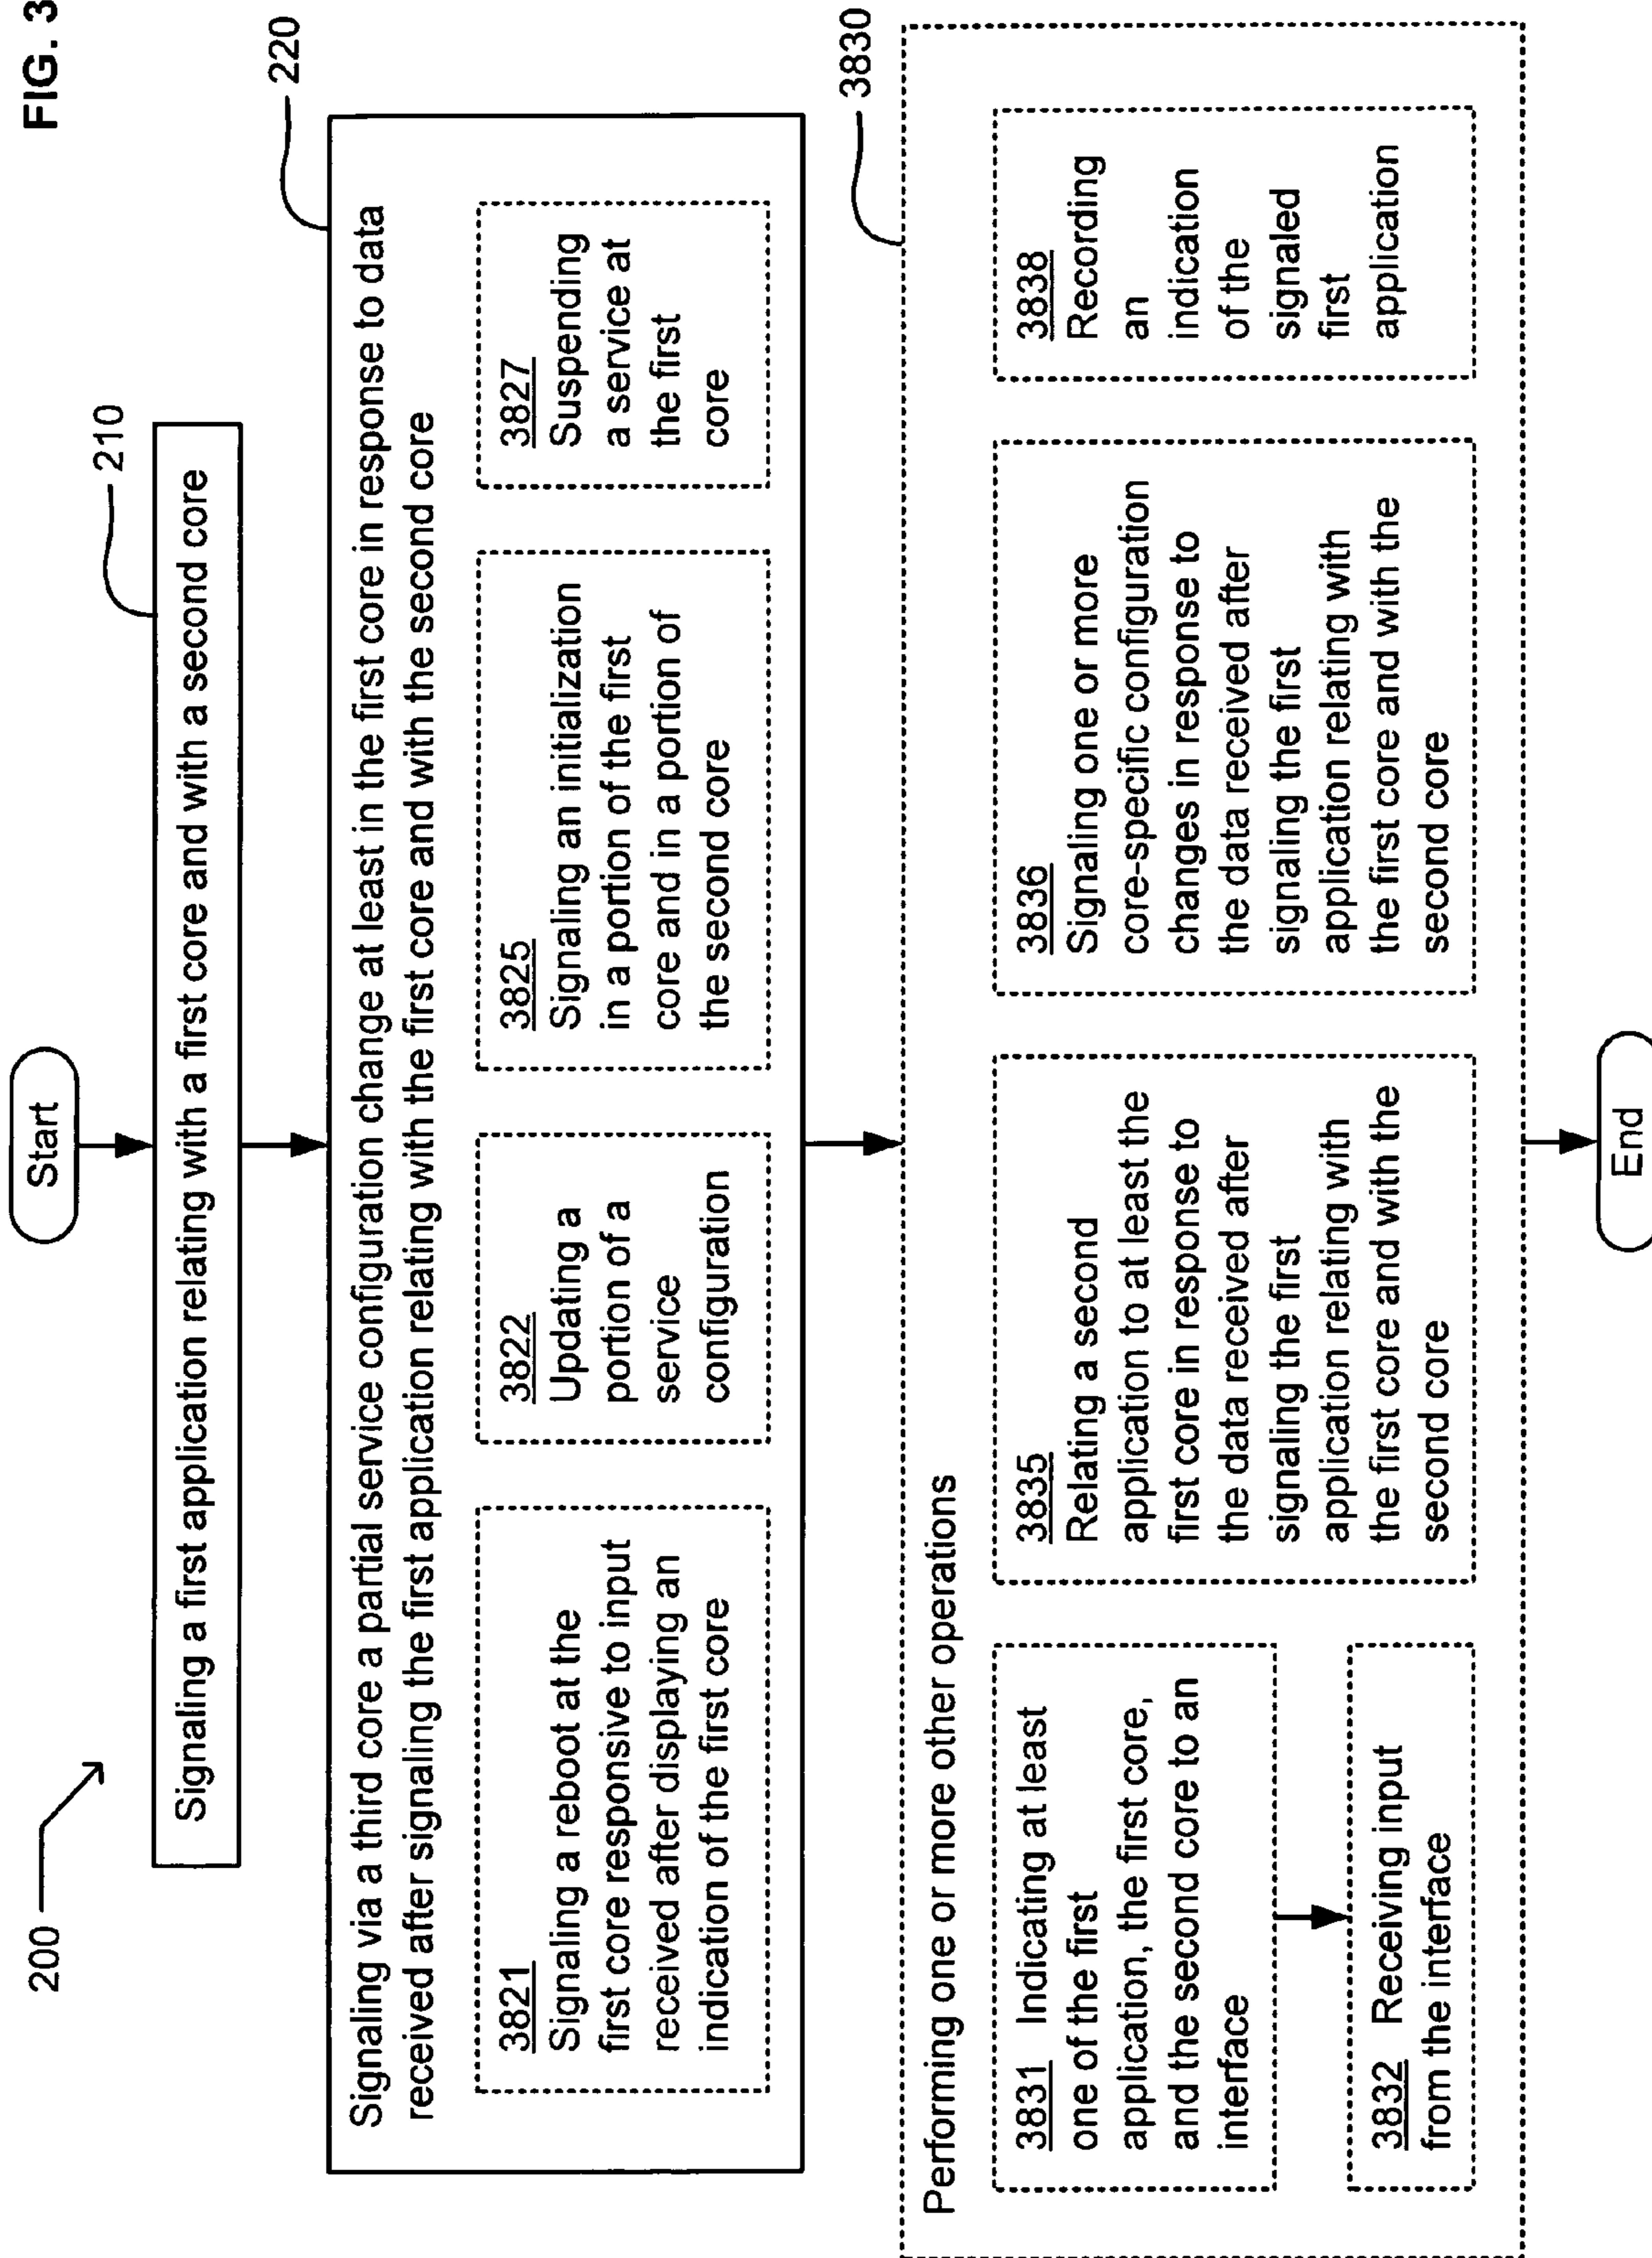 FIG. 3
200
Start
210
Signaling a first application relating with a first core and with a second core
220
Signaling via a third core a partial service configuration change at least in the first core in response to data
received after signaling the first application relating with the first core and with the second core
3821
Signaling a reboot at the
first core responsive to input
received after displaying an
indication of the first core
3822
Updating a
portion of a
service
configuration
3825
Signaling an initialization
in a portion of the first
core and in a portion of
the second core
3827
Suspending
a service at
the first
core
3830
Performing one or more other operations
3831 Indicating at least
one of the first
application, the first core,
and the second core to an
interface
3832 Receiving input
from the interface
3835
Relating a second
application to at least the
first core in response to
the data received after
signaling the first
application relating with
the first core and with the
second core
3836
Signaling one or more
core-specific configuration
changes in response to
the data received after
signaling the first
application relating with
the first core and with the
second core
3838
Recording
an
indication
of the
signaled
first
application
End